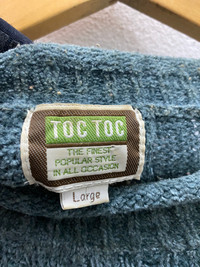 TOC TOC
THE FINEST
POPULAR STYLE
IN ALL OCCASION
Large